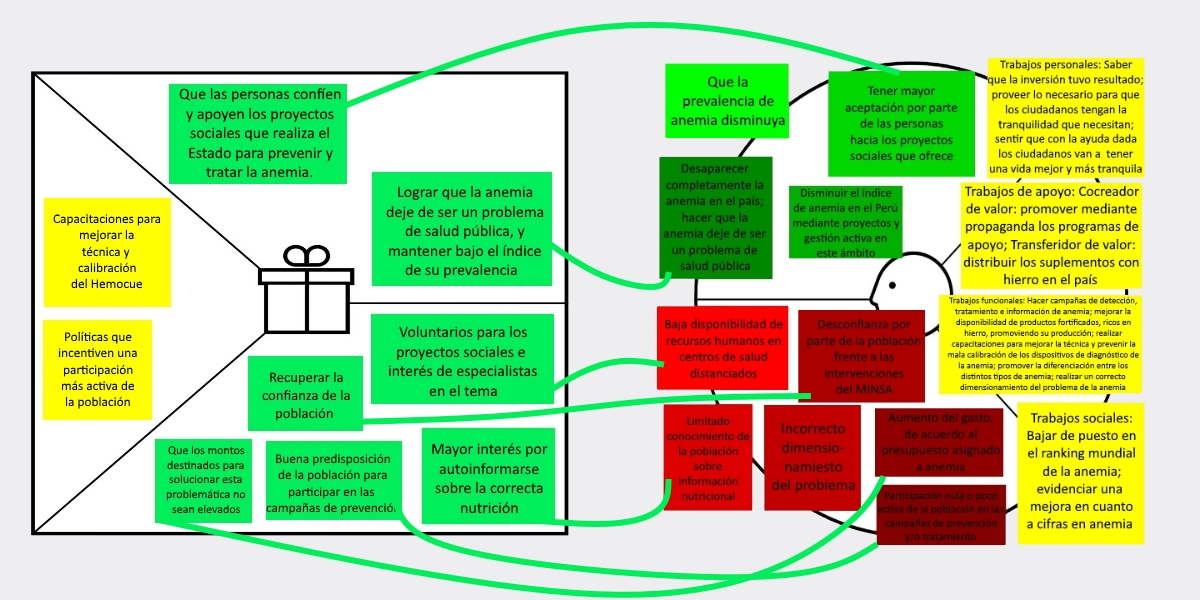 Que las personas confíen
y apoyen los proyectos
sociales que realiza el
Estado para prevenir y
tratar la anemia.
Lograr que la anemia
deje de ser un problema
de salud pública, y
mantener bajo el índice
de su prevalencia
Capacitaciones para
mejorar la
técnica y
calibración
del Hemocue
Políticas que
incentiven una
participación
más activa de
la población
Voluntarios para los
proyectos sociales e
interés de especialistas
en el tema
Recuperar la
confianza de la
población
Que los montos
destinados para
solucionar esta
problemática no
sean elevados
Buena predisposición
de la población para
participar en las
campañas de prevenció
Mayor interés por
autoinformarse
sobre la correcta
nutrición
Que la
prevalencia de
anemia disminuya
Tener mayor
aceptación por parte
de las personas
hacia los proyectos
sociales que ofrece
Desaparecer
completamente la
anemia en el país;
hacer que la
anemia deje de ser
un problema de
salud pública
Disminuir el índice
de anemia en el Perú
mediante proyectos y
gestión activa en
este ámbito
Trabajos personales: Saber
que la inversión tuvo resultado;
proveer lo necesario para que
los ciudadanos tengan la
tranquilidad que necesitan;
sentir que con la ayuda dada
los ciudadanos van a tener
una vida mejor y más tranquila
Trabajos de apoyo: Cocreador
de valor: promover mediante
propaganda los programas de
apoyo; Transferidor de valor:
distribuir los suplementos con
hierro en el país
Trabajos funcionales: Hacer campañas de detección,
tratamiento e información de anemia; mejorar la
disponibilidad de productos fortificados, ricos en
hierro, promoviendo su producción; realizar
capacitaciones para mejorar la técnica y prevenir la
mala calibración de los dispositivos de diagnóstico de
la anemia; promover la diferenciación entre los
distintos tipos de anemia; realizar un correcto
dimensionamiento del problema de la anemia
Trabajos sociales:
Bajar de puesto en
el ranking mundial
de la anemia;
evidenciar una
mejora en cuanto
a cifras en anemia
Baja disponibilidad de
recursos humanos en
centros de salud
distanciados
Desconfianza por
parte de la población
frente a las
intervenciones
del MINSA
Limitado
conocimiento de
la población
sobre
información
nutricional
Incorrecto
dimensio-
namiesto
del problema
Aumento del gasto,
de acuerdo al
presupuesto asignado
a anemia
Participación nula o poco
activa de la población en las
campañas de prevención
y/o tratamiento